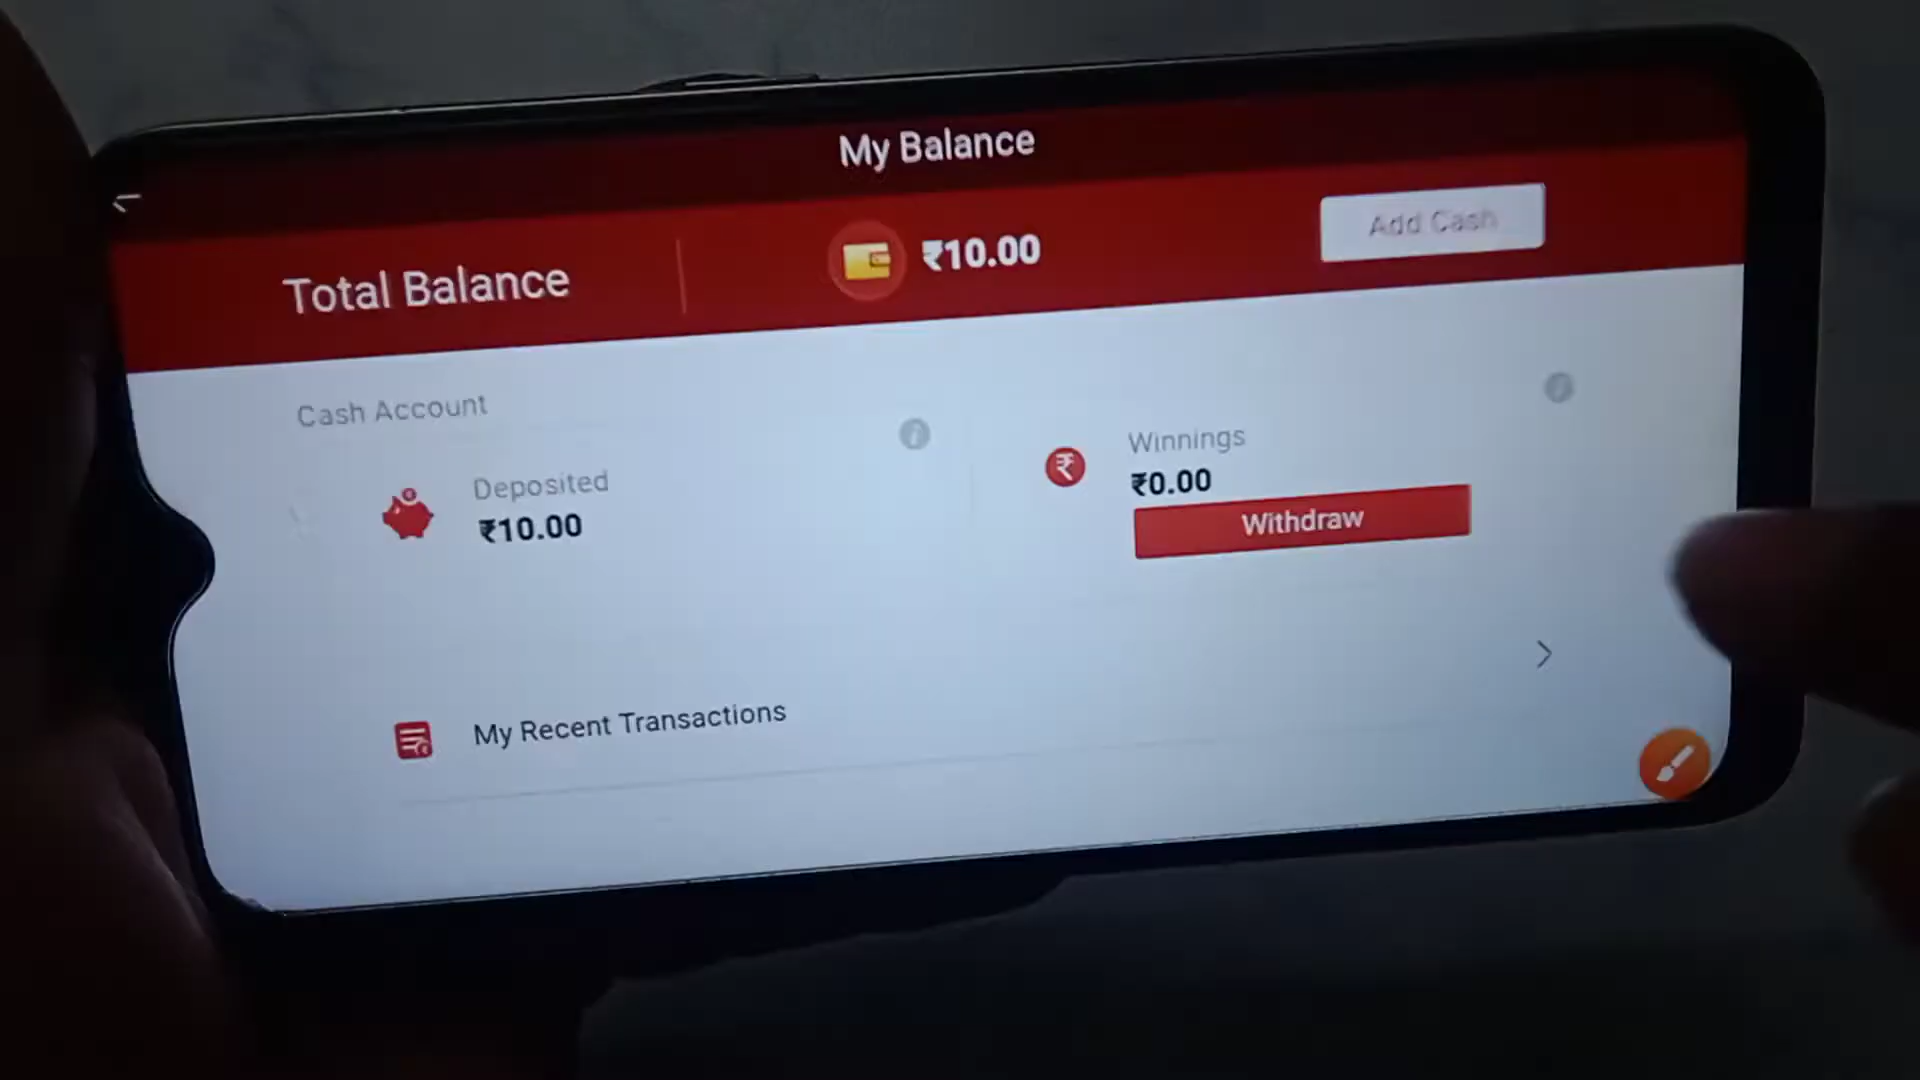 My Balance
Total Balance
₹10.00
Add Cash
Cash Account
Deposited
₹10.00
Winnings
₹0.00
Withdraw
My Recent Transactions